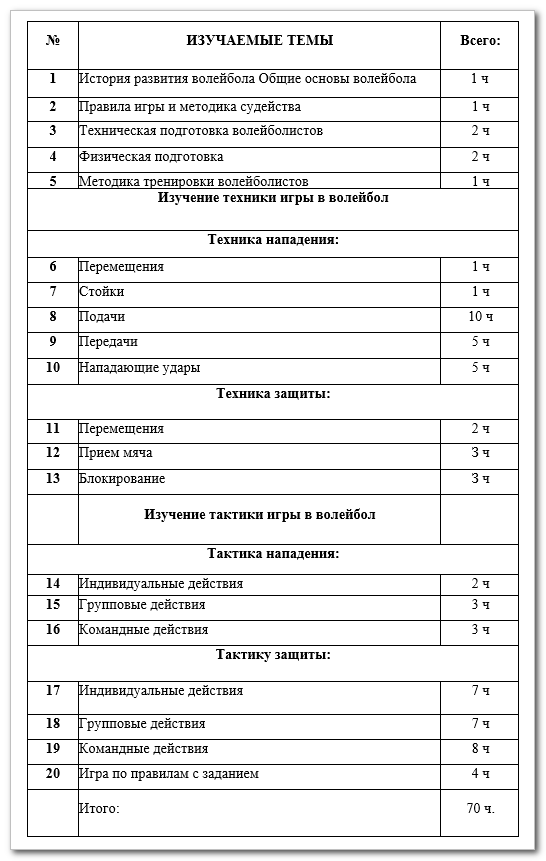 № ИЗУЧАЕМЫЕ ТЕМЫ Всего:
1 История развития волейбола Общие основы волейбола 1 ч
2 Правила игры и методика судейства 1 ч
3 Техническая подготовка волейболистов 2 ч
4 Физическая подготовка 2 ч
5 Методика тренировки волейболистов 1 ч
Изучение техники игры в волейбол
Техника нападения:
6 Перемещения 1 ч
7 Стойки 1 ч
8 Подачи 10 ч
9 Передачи 5 ч
10 Нападающие удары 5 ч
Техника защиты:
11 Перемещения 2 ч
12 Прием мяча 3 ч
13 Блокирование 3 ч
Изучение тактики игры в волейбол
Тактика нападения:
14 Индивидуальные действия 2 ч
15 Групповые действия 3 ч
16 Командные действия 3 ч
Тактику защиты:
17 Индивидуальные действия 7 ч
18 Групповые действия 7 ч
19 Командные действия 8 ч
20 Игра по правилам с заданием 4 ч
Итого: 70 ч.